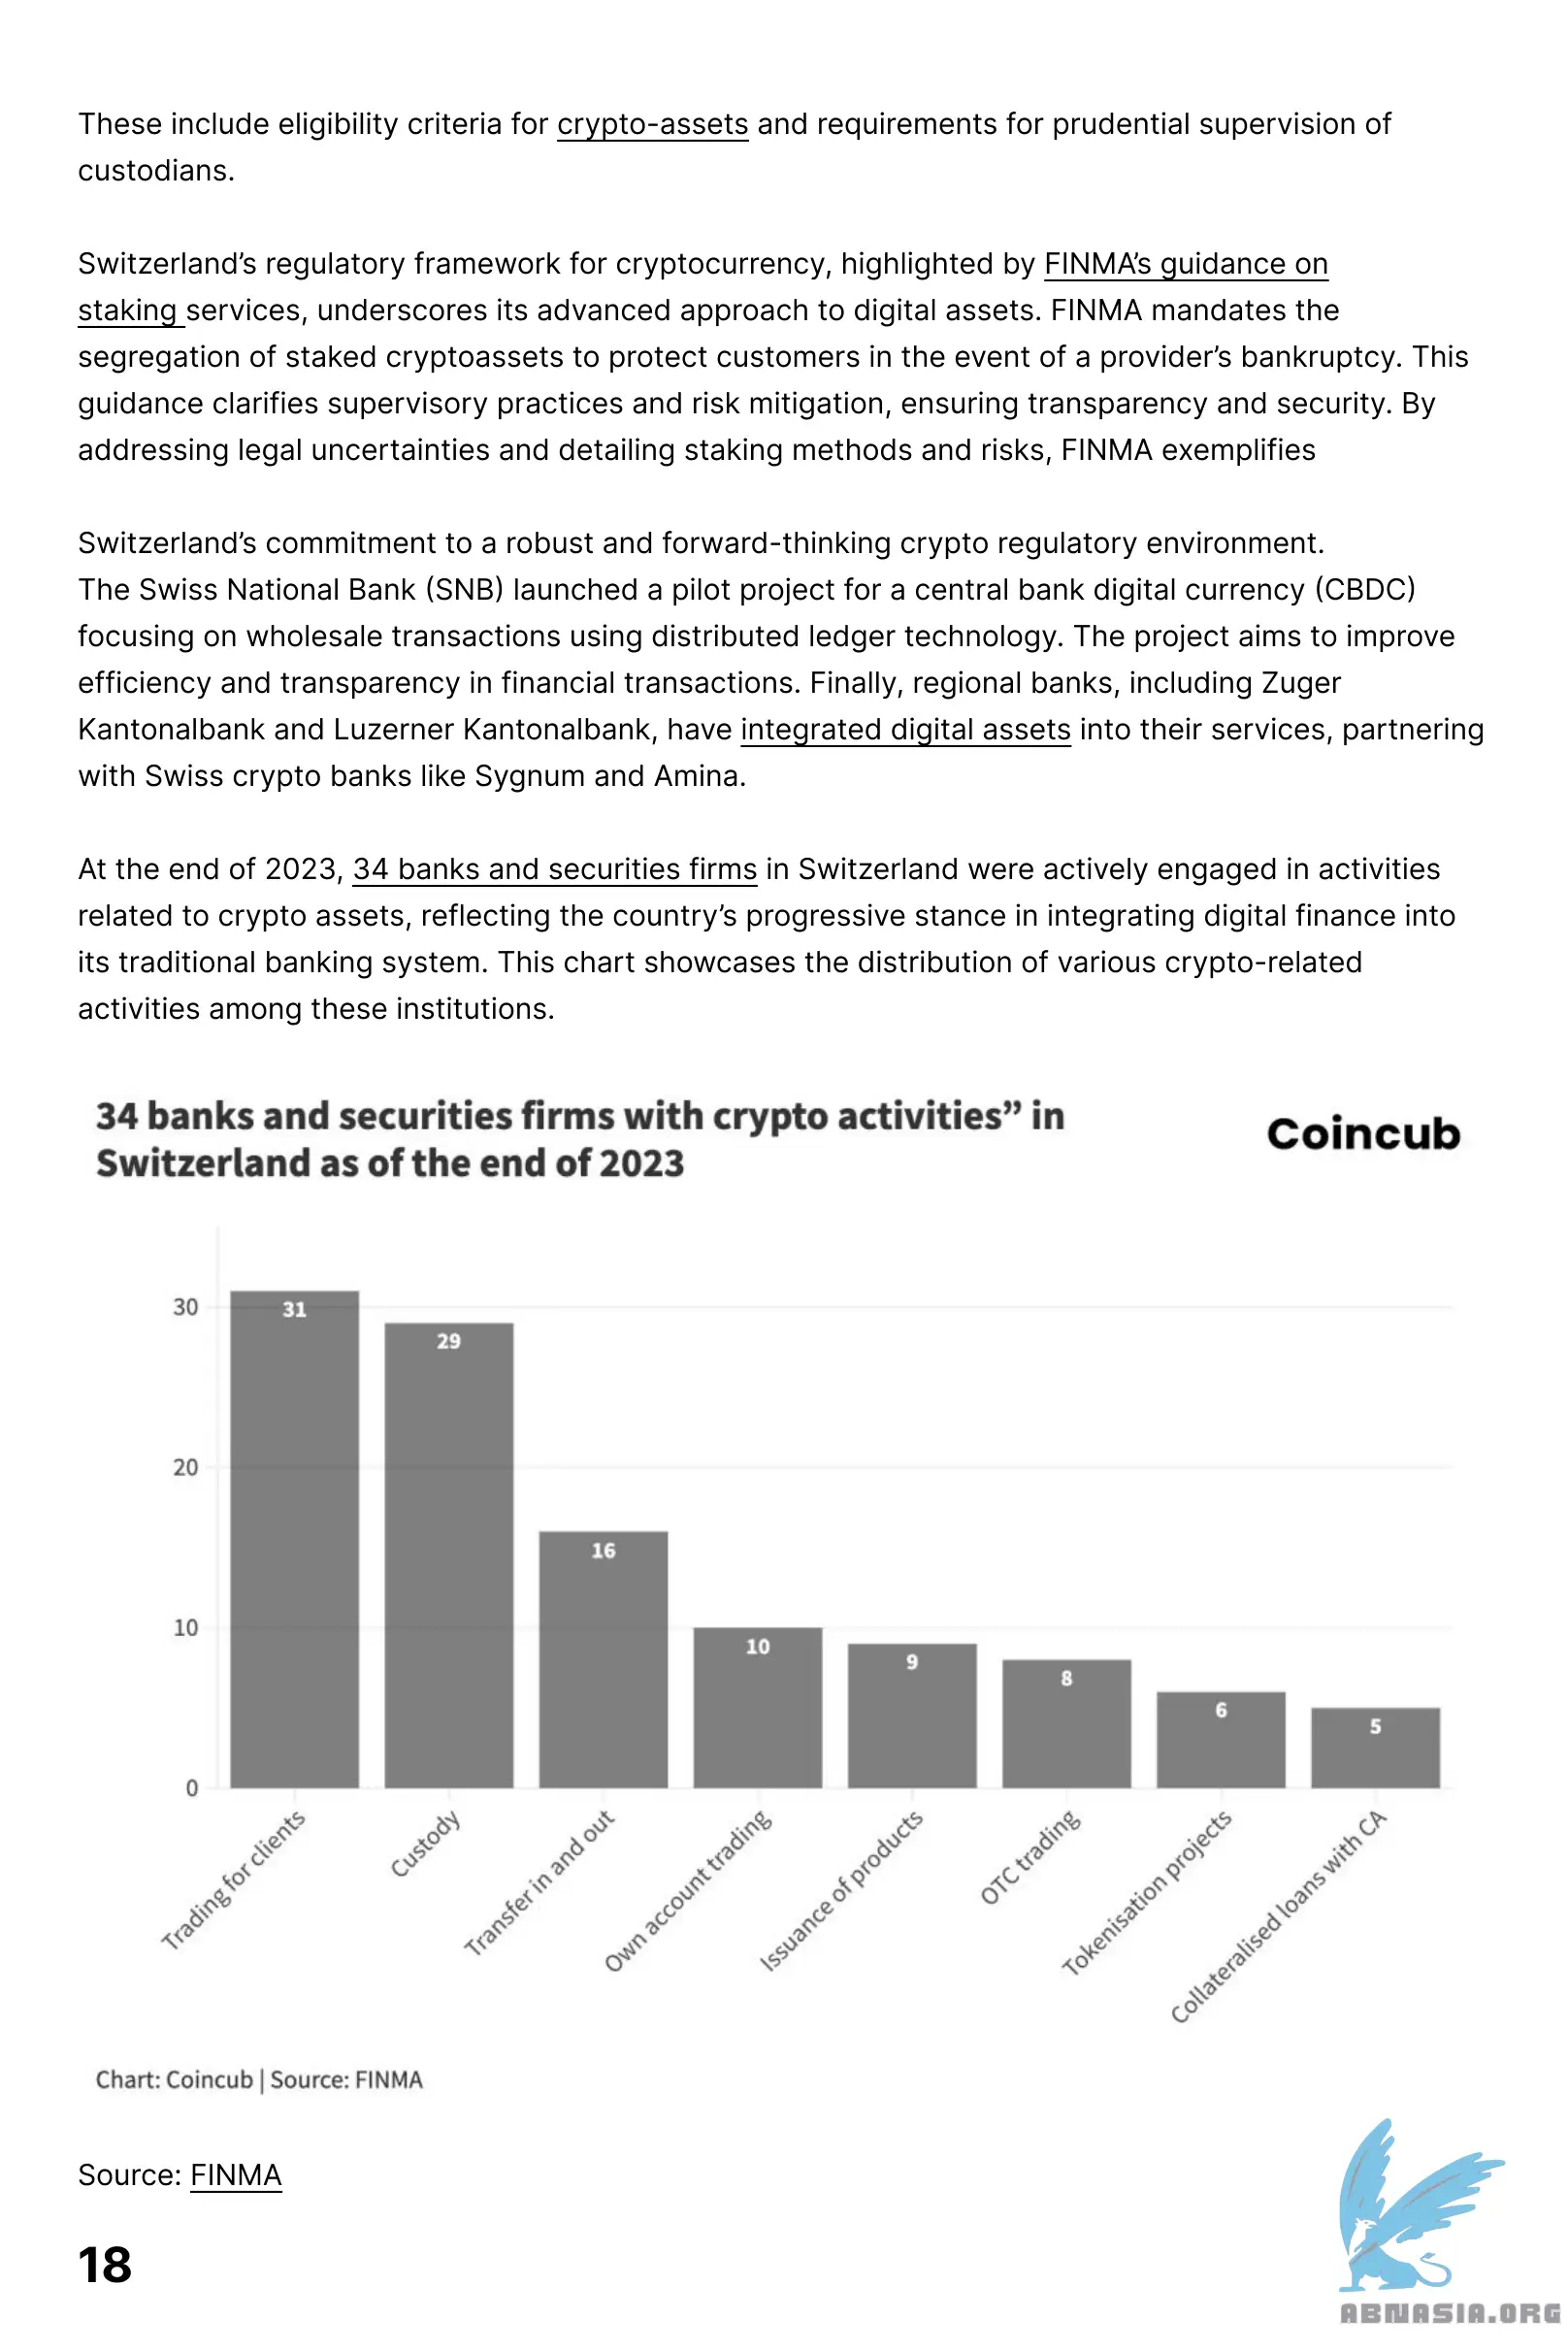 These include eligibility criteria for crypto-assets and requirements for prudential supervision of
custodians.
Switzerland’s regulatory framework for cryptocurrency, highlighted by FINMA’s guidance on
staking services, underscores its advanced approach to digital assets. FINMA mandates the
segregation of staked cryptoassets to protect customers in the event of a provider’s bankruptcy. This
guidance clarifies supervisory practices and risk mitigation, ensuring transparency and security. By
addressing legal uncertainties and detailing staking methods and risks, FINMA exemplifies
Switzerland’s commitment to a robust and forward-thinking crypto regulatory environment.
The Swiss National Bank (SNB) launched a pilot project for a central bank digital currency (CBDC)
focusing on wholesale transactions using distributed ledger technology. The project aims to improve
efficiency and transparency in financial transactions. Finally, regional banks, including Zuger
Kantonalbank and Luzerner Kantonalbank, have integrated digital assets into their services, partnering
with Swiss crypto banks like Sygnum and Amina.
At the end of 2023, 34 banks and securities firms in Switzerland were actively engaged in activities
related to crypto assets, reflecting the country’s progressive stance in integrating digital finance into
its traditional banking system. This chart showcases the distribution of various crypto-related
activities among these institutions.
34 banks and securities firms with crypto activities” in
Switzerland as of the end of 2023
Coincub
30
20
10
0
31
29
16
10
9
8
6
5
Trading for clients
Custody
Transfer in and out
Own account trading
Issuance of products
OTC trading
Tokenisation projects
Collateralised loans with CA
Chart: Coincub | Source: FINMA
Source: FINMA
18
ABNASIA.ORG